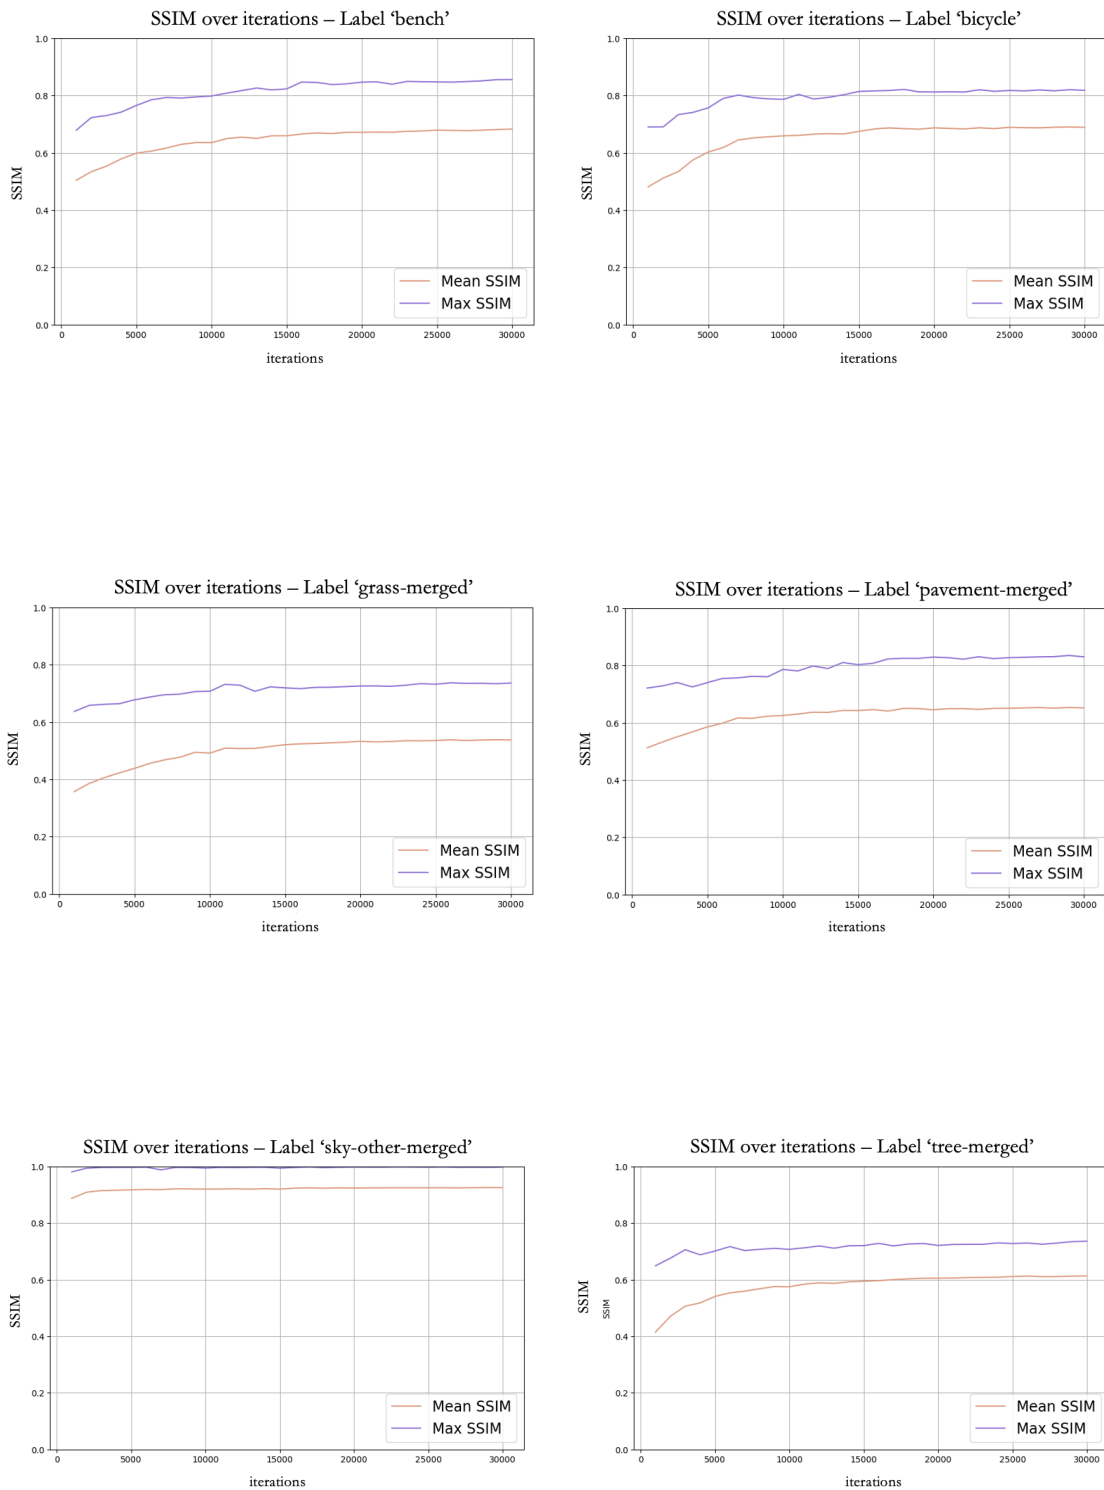 SSIM over iterations – Label ‘bench’
1.0
0.8
0.6
0.4
0.2
0.0
SSIM
Mean SSIM
Max SSIM
0 5000 10000 15000 20000 25000 30000
iterations
SSIM over iterations – Label ‘bicycle’
1.0
0.8
0.6
0.4
0.2
0.0
SSIM
Mean SSIM
Max SSIM
0 5000 10000 15000 20000 25000 30000
iterations
SSIM over iterations – Label ‘grass-merged’
1.0
0.8
0.6
0.4
0.2
0.0
SSIM
Mean SSIM
Max SSIM
0 5000 10000 15000 20000 25000 30000
iterations
SSIM over iterations – Label ‘pavement-merged’
1.0
0.8
0.6
0.4
0.2
0.0
SSIM
Mean SSIM
Max SSIM
0 5000 10000 15000 20000 25000 30000
iterations
SSIM over iterations – Label ‘sky-other-merged’
1.0
0.8
0.6
0.4
0.2
0.0
SSIM
Mean SSIM
Max SSIM
0 5000 10000 15000 20000 25000 30000
iterations
SSIM over iterations – Label ‘tree-merged’
1.0
0.8
0.6
0.4
0.2
0.0
SSIM
SSIM
Mean SSIM
Max SSIM
0 5000 10000 15000 20000 25000 30000
iterations